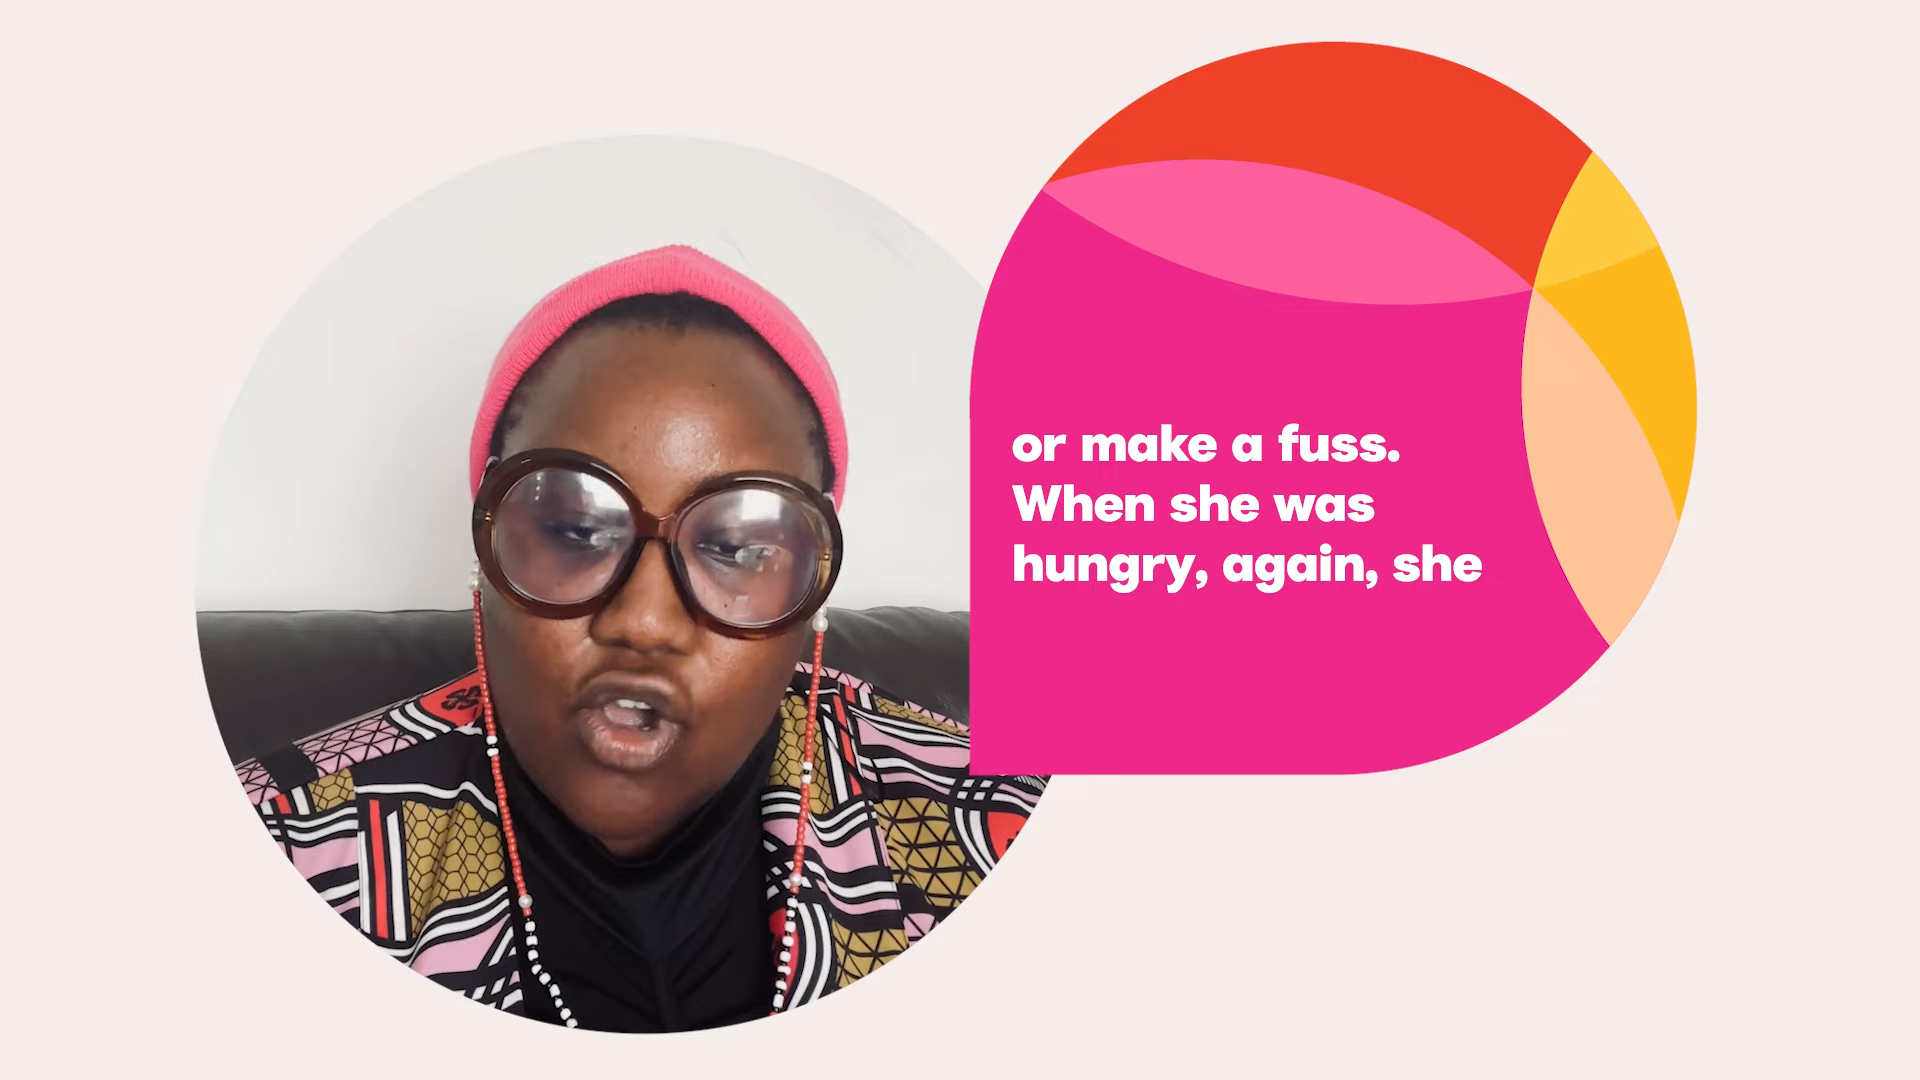 or make a fuss.
When she was
hungry, again, she